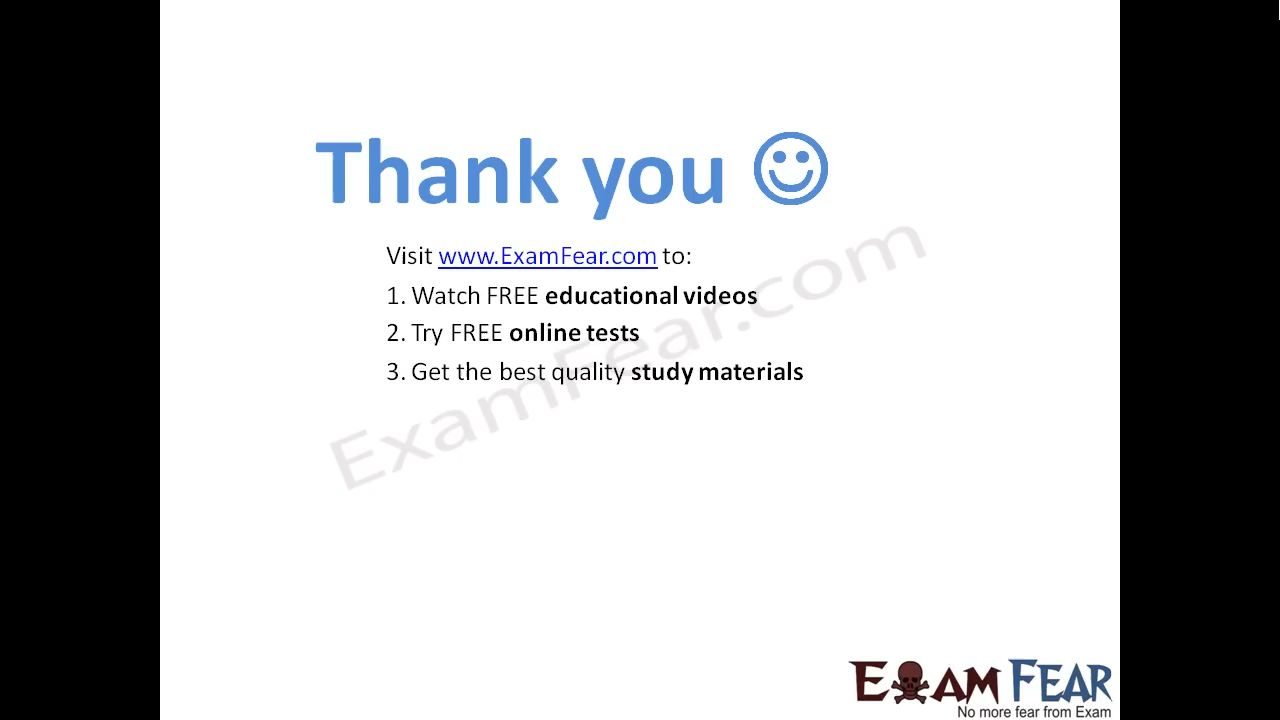 Thank you ☺
Visit www.ExamFear.com to:
1. Watch FREE educational videos
2. Try FREE online tests
3. Get the best quality study materials
ExamFear.com
EXAM FEAR
No more fear from Exam